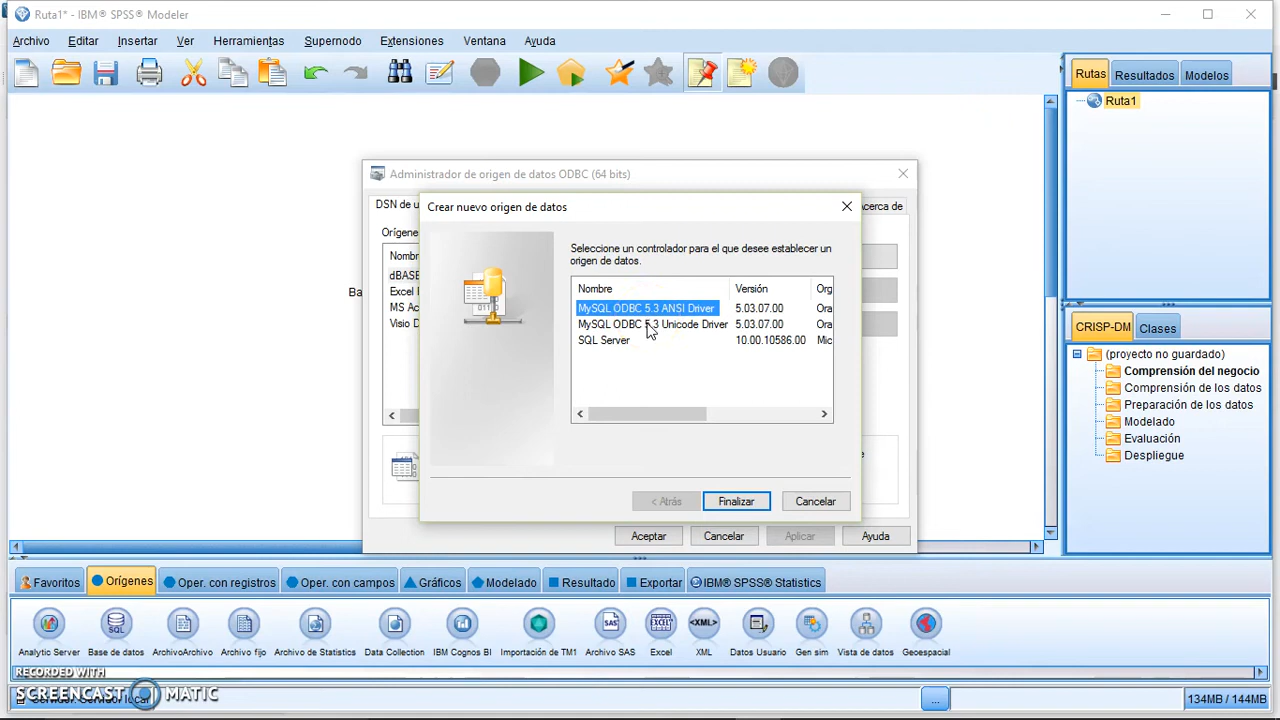 Ruta1* - IBM® SPSS® Modeler
Archivo Editar Insertar Ver Herramientas Supernodo Extensiones Ventana Ayuda
Rutas Resultados Modelos
Ruta1
Administrador de origen de datos ODBC (64 bits)
DSN de u
Acerca de
Orígene
Nombr
dBASE
Excel F
MS Ac
Visio D
Ba
Crear nuevo origen de datos
Seleccione un controlador para el que desee establecer un
origen de datos.
Nombre Versión Org
MySQL ODBC 5.3 ANSI Driver 5.03.07.00 Ora
MySQL ODBC 5.3 Unicode Driver 5.03.07.00 Ora
SQL Server 10.00.10586.00 Mic
< Atrás Finalizar Cancelar
Aceptar Cancelar Aplicar Ayuda
CRISP-DM Clases
(proyecto no guardado)
Comprensión del negocio
Comprensión de los datos
Preparación de los datos
Modelado
Evaluación
Despliegue
Favoritos Orígenes Oper. con registros Oper. con campos Gráficos Modelado Resultado Exportar IBM® SPSS® Statistics
Analytic Server Base de datos ArchivoArchivo Archivo fijo Archivo de Statistics Data Collection IBM Cognos BI Importación de TM1 Archivo SAS Excel XML Datos Usuario Gen sim Vista de datos Geoespacial
RECORDED WITH
SCREENCAST MATIC
Servidor: Servidor local
... 134MB / 144MB